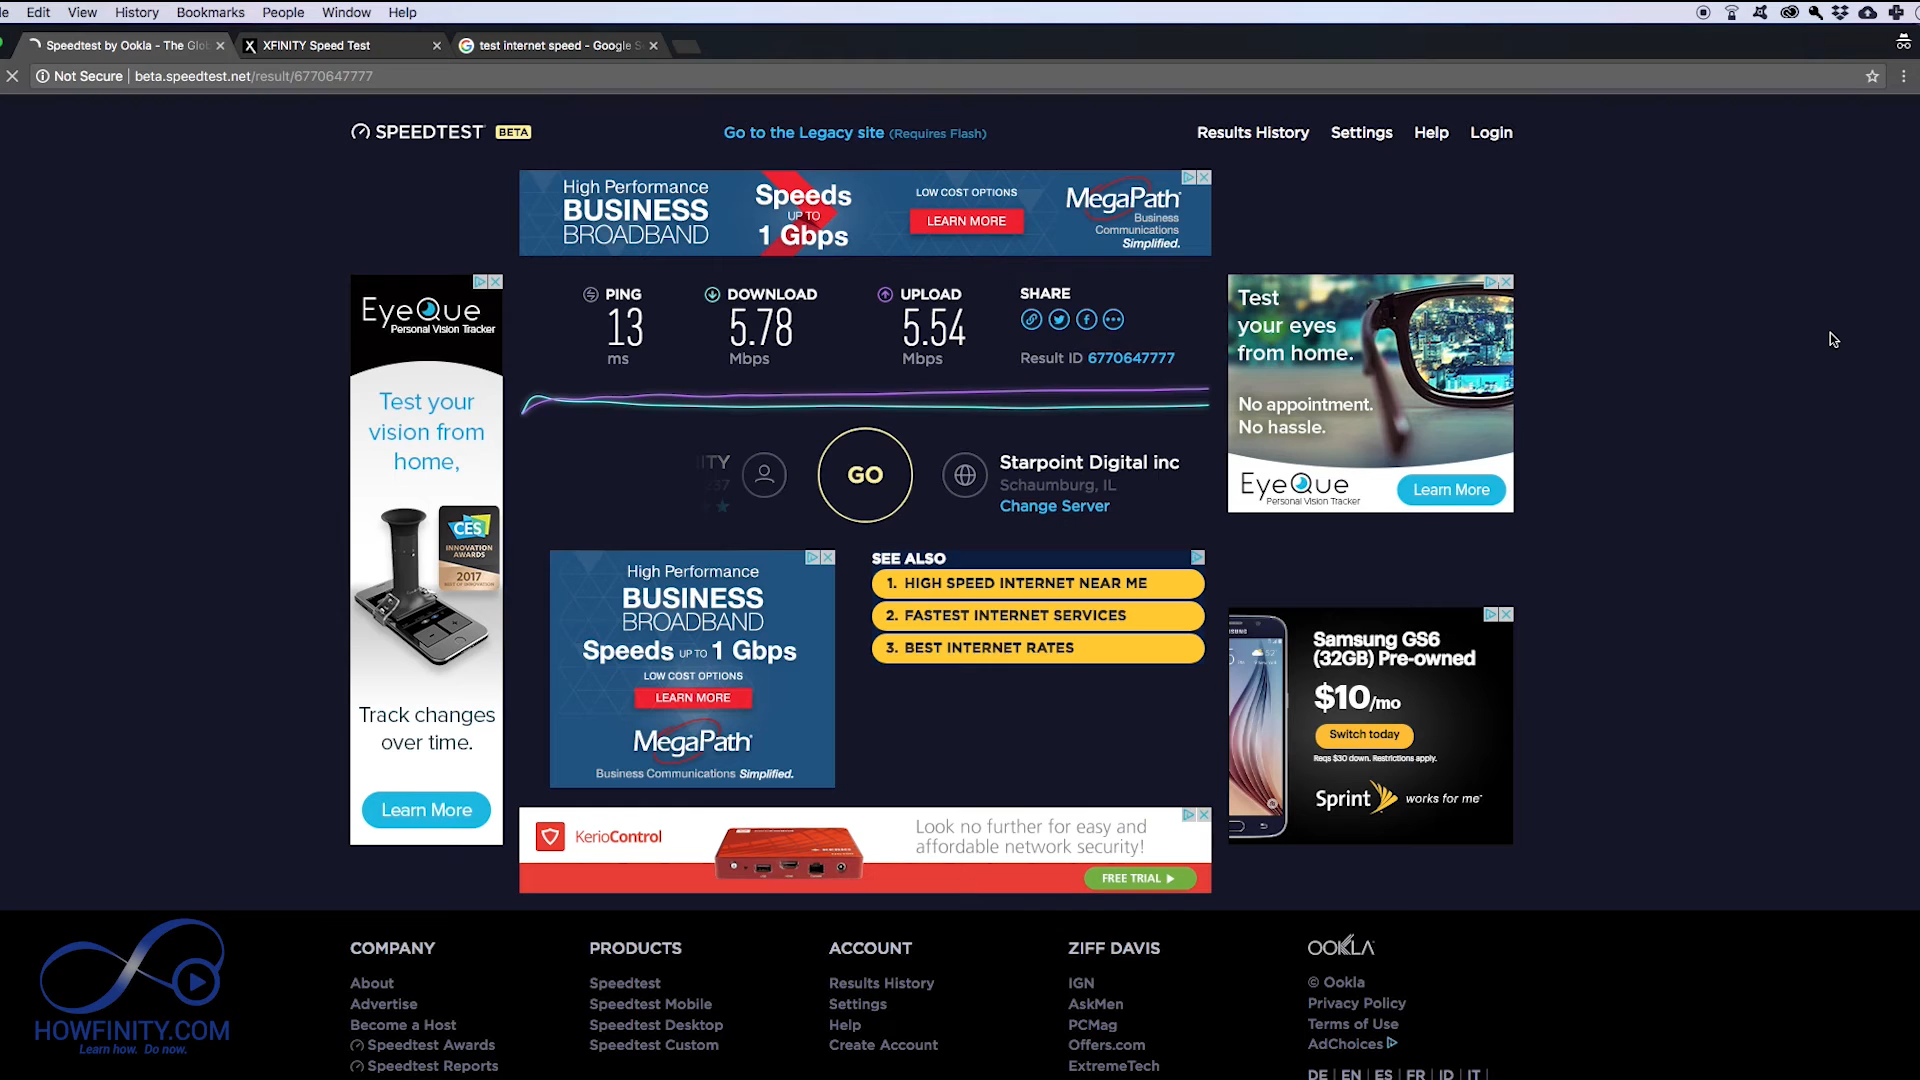 Edit View History Bookmarks People Window Help
Speedtest by Ookla - The Glo
XFINITY Speed Test
test internet speed - Google S
Not Secure | beta.speedtest.net/result/6770647777
SPEEDTEST BETA
Go to the Legacy site (Requires Flash)
Results History Settings Help Login
High Performance
BUSINESS
BROADBAND
Speeds
UP TO
1 Gbps
LOW COST OPTIONS
LEARN MORE
MegaPath
Business
Communications
Simplified.
EyeQue
Personal Vision Tracker
Test your
vision from
home,
CES
INNOVATION
AWARDS
2017
Track changes
over time.
Learn More
PING
13
ms
DOWNLOAD
5.78
Mbps
UPLOAD
5.54
Mbps
SHARE
Result ID 6770647777
ITY
237
GO
Starpoint Digital inc
Schaumburg, IL
Change Server
Test
your eyes
from home.
No appointment.
No hassle.
EyeQue
Personal Vision Tracker
Learn More
High Performance
BUSINESS
BROADBAND
Speeds UP TO 1 Gbps
LOW COST OPTIONS
LEARN MORE
MegaPath
Business Communications Simplified.
SEE ALSO
1. HIGH SPEED INTERNET NEAR ME
2. FASTEST INTERNET SERVICES
3. BEST INTERNET RATES
Samsung GS6
(32GB) Pre-owned
$10/mo
Switch today
Reqs $30 down. Restrictions apply.
Sprint works for me
KerioControl
Look no further for easy and
affordable network security!
FREE TRIAL
HOWFINITY.COM
Learn how. Do now.
COMPANY
About
Advertise
Become a Host
Speedtest Awards
Speedtest Reports
PRODUCTS
Speedtest
Speedtest Mobile
Speedtest Desktop
Speedtest Custom
ACCOUNT
Results History
Settings
Help
Create Account
ZIFF DAVIS
IGN
AskMen
PCMag
Offers.com
ExtremeTech
OOKLA
© Ookla
Privacy Policy
Terms of Use
AdChoices
DE | EN | ES | FR | ID | IT |